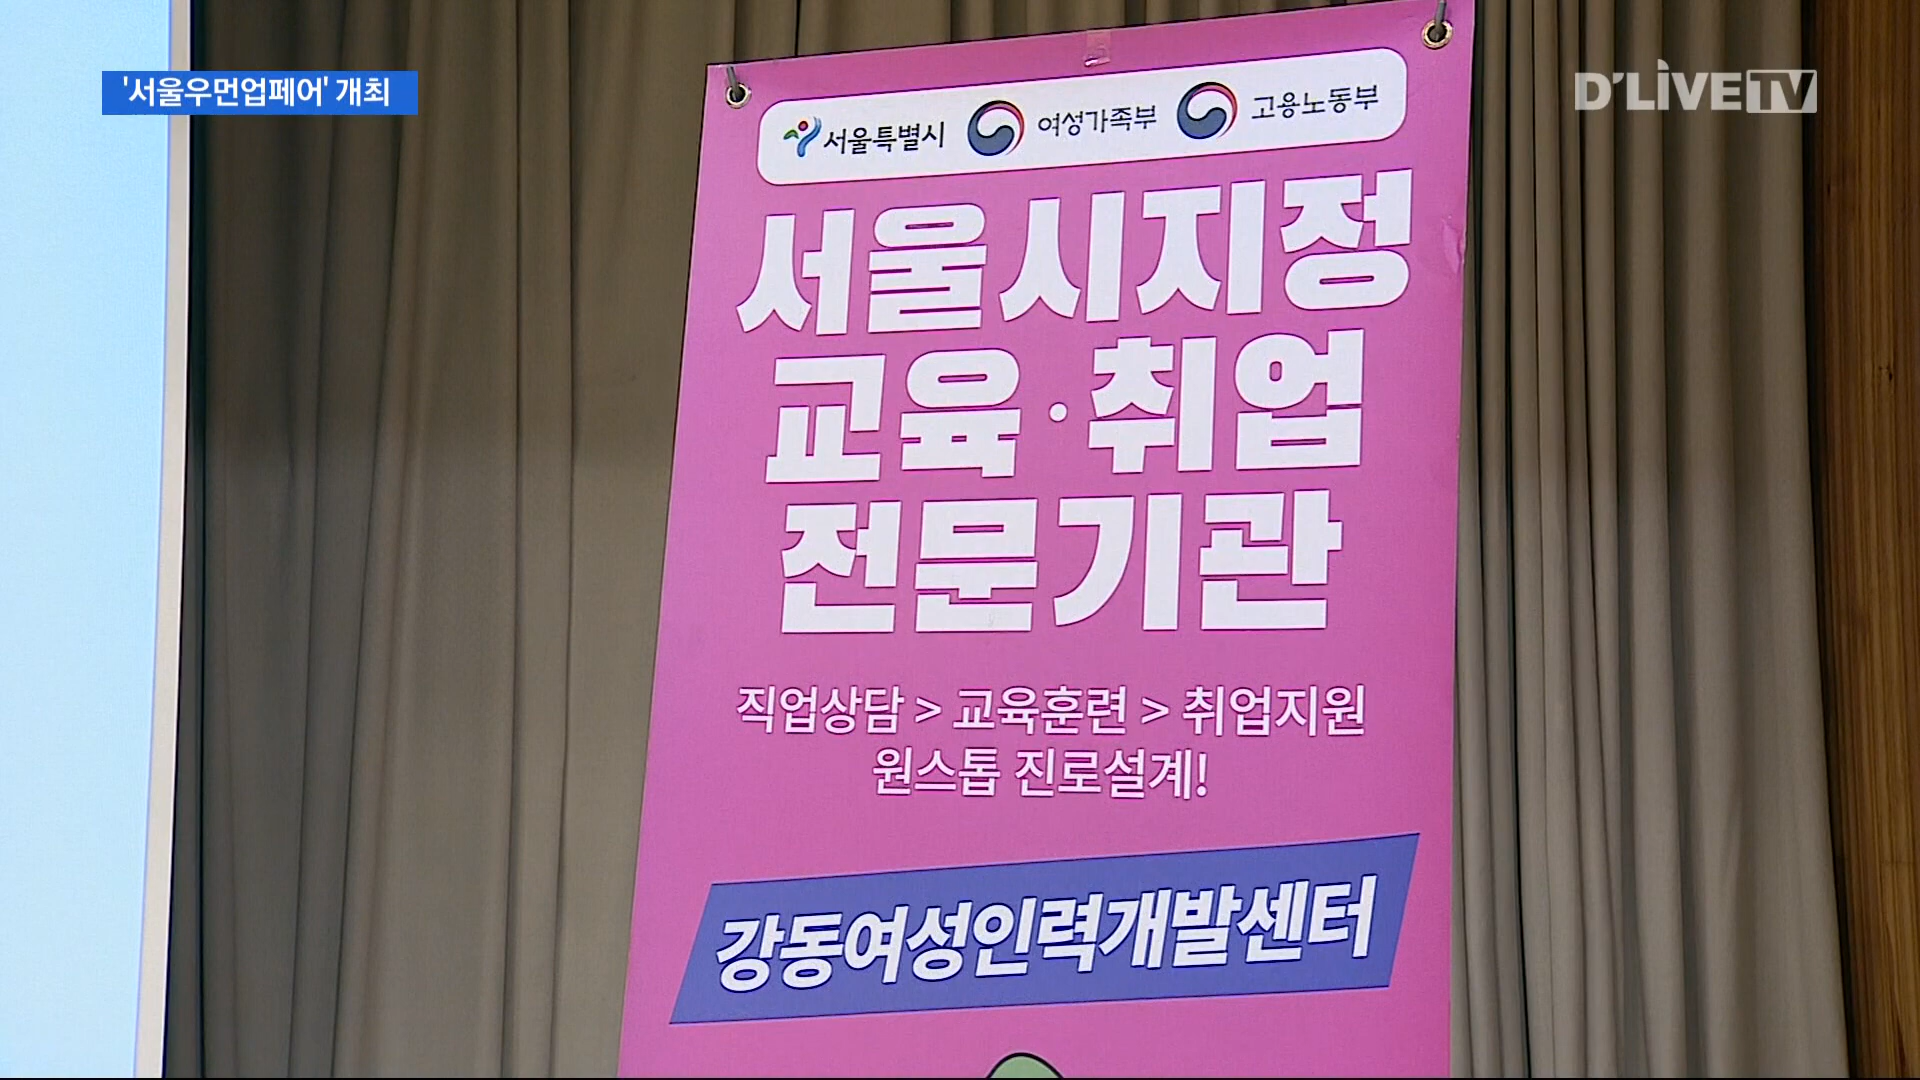 '서울우먼업페어' 개최
D'LIVE TV
서울특별시 여성가족부 고용노동부
서울시지정
교육·취업
전문기관
직업상담 > 교육훈련 > 취업지원
원스톱 진로설계!
강동여성인력개발센터